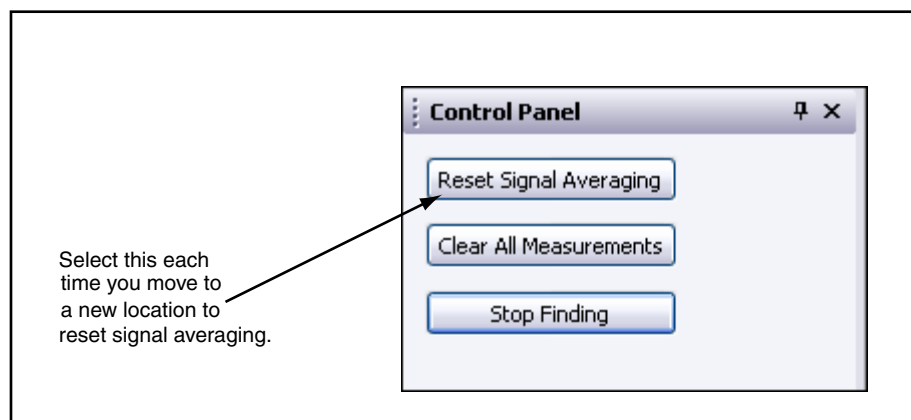 Control Panel
Reset Signal Averaging
Clear All Measurements
Stop Finding
Select this each
time you move to
a new location to
reset signal averaging.